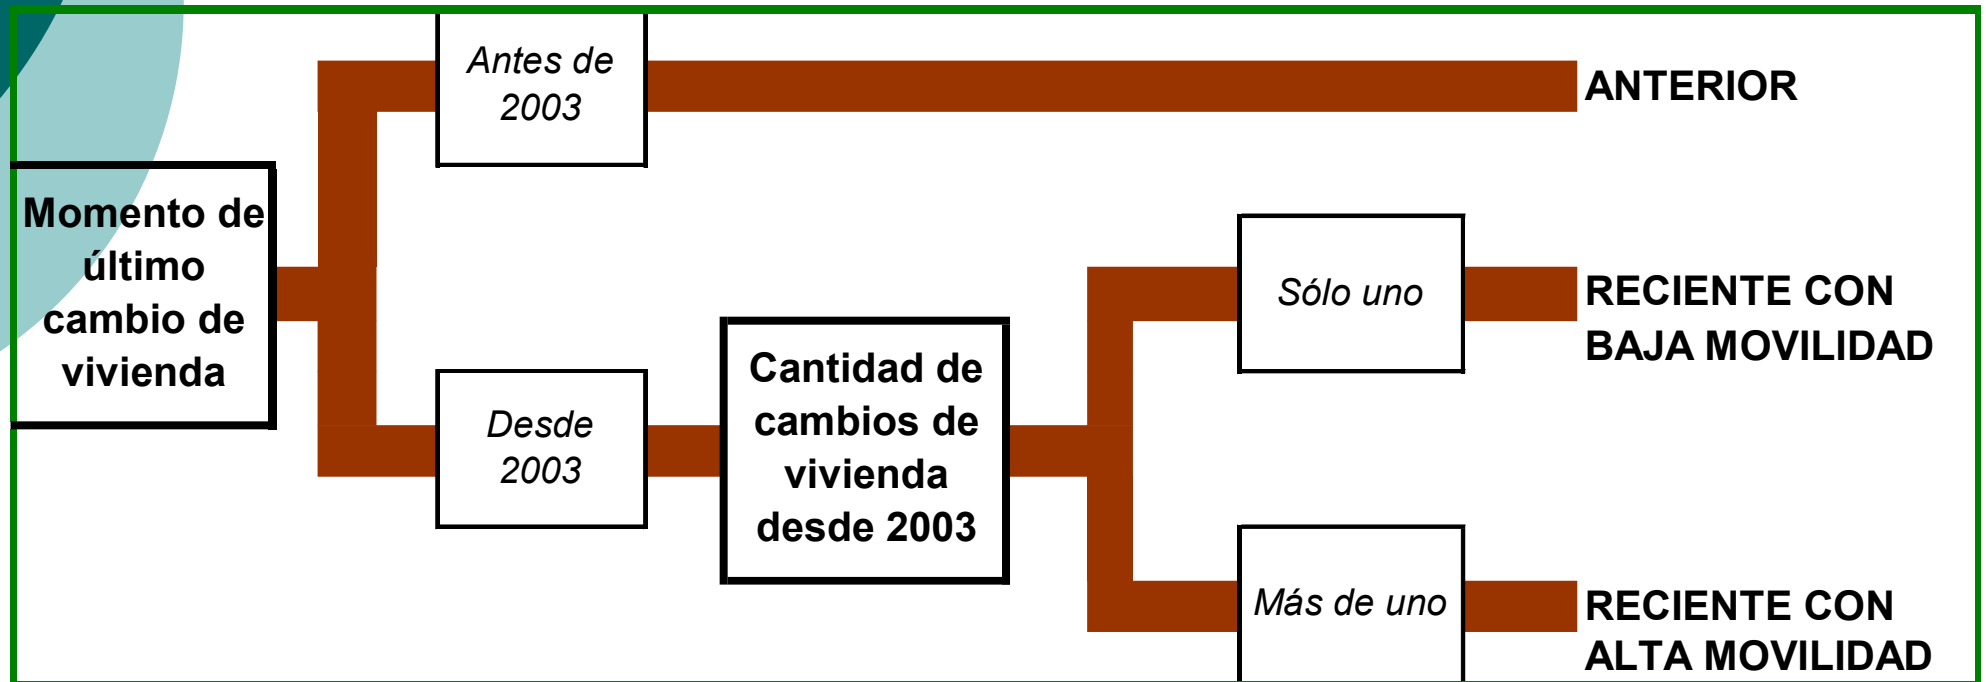 Antes de
2003
ANTERIOR
Momento de
último
cambio de
vivienda
Desde
2003
Cantidad de
cambios de
vivienda
desde 2003
Sólo uno
RECIENTE CON
BAJA MOVILIDAD
Más de uno
RECIENTE CON
ALTA MOVILIDAD